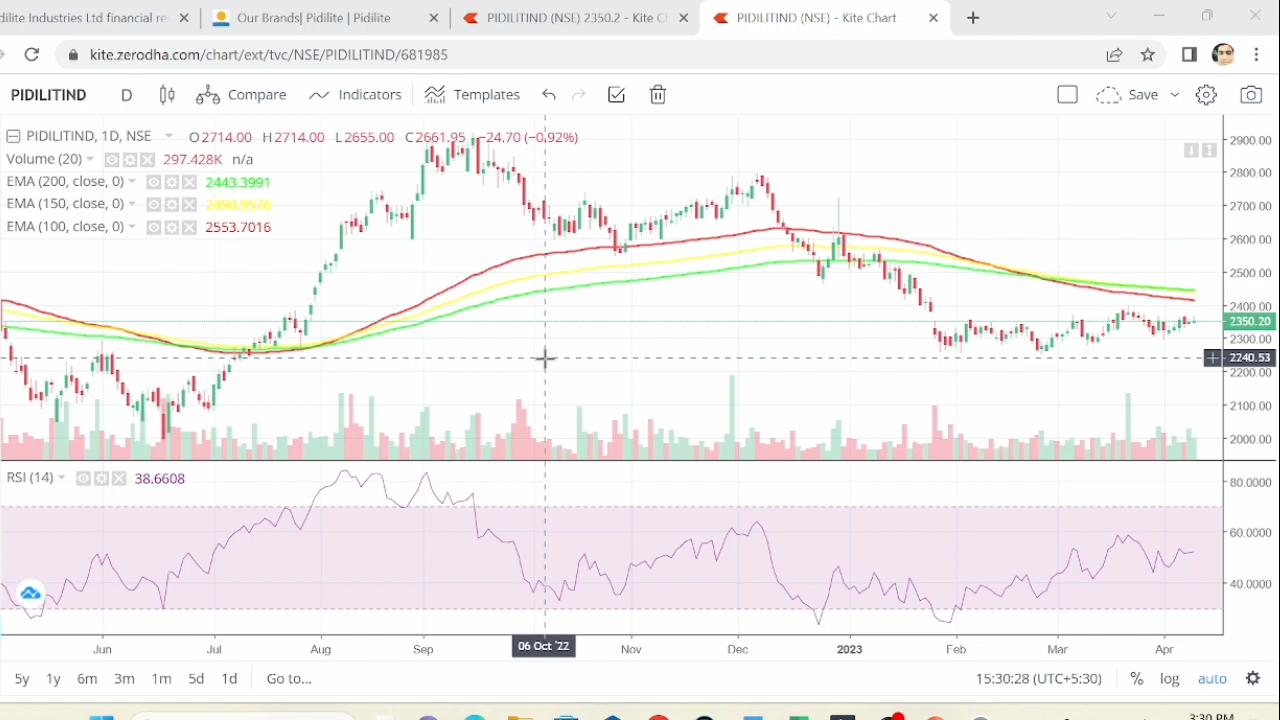 dilite Industries Ltd financial re
Our Brands| Pidilite | Pidilite
PIDILITIND (NSE) 2350.2 - Kite C
PIDILITIND (NSE) - Kite Chart
kite.zerodha.com/chart/ext/tvc/NSE/PIDILITIND/681985
PIDILITIND D Compare Indicators Templates Save
PIDILITIND, 1D, NSE O2714.00 H2714.00 L2655.00 C2661.95 −24.70 (−0.92%)
Volume (20) 297.428K n/a
EMA (200, close, 0) 2443.3991
EMA (150, close, 0) 2490.9576
EMA (100, close, 0) 2553.7016
2900.00
2800.00
2700.00
2600.00
2500.00
2400.00
2350.20
2300.00
2240.53
2200.00
2100.00
2000.00
RSI (14) 38.6608
80.0000
60.0000
40.0000
Jun Jul Aug Sep 06 Oct '22 Nov Dec 2023 Feb Mar Apr
5y 1y 6m 3m 1m 5d 1d Go to... 15:30:28 (UTC+5:30) % log auto
3:30 PM